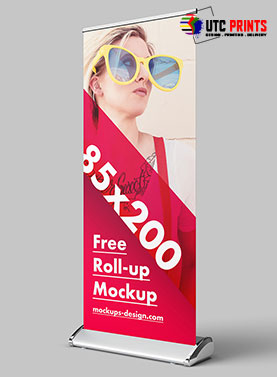 UTC PRINTS
DESIGN - PRINTING - DELIVERY
85x200
Free
Roll-up
Mockup
mockups-design.com